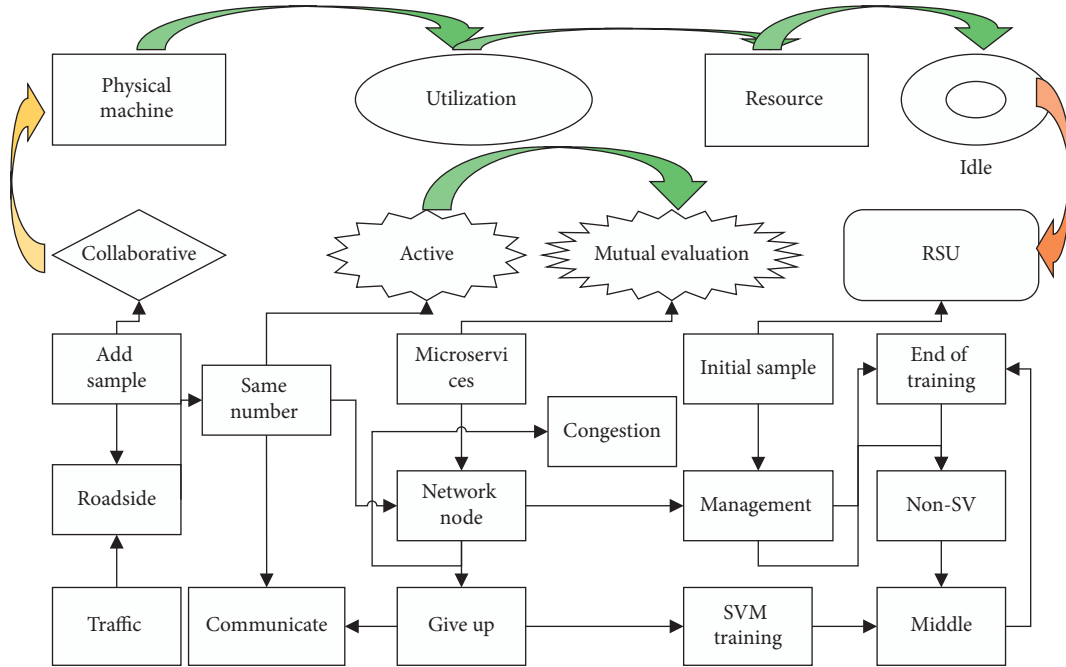 Physical
machine
Utilization
Resource
Idle
Collaborative
Active
Mutual evaluation
RSU
Add
sample
Same
number
Microservi
ces
Initial sample
End of
training
Congestion
Roadside
Network
node
Management
Non-SV
Traffic
Communicate
Give up
SVM
training
Middle